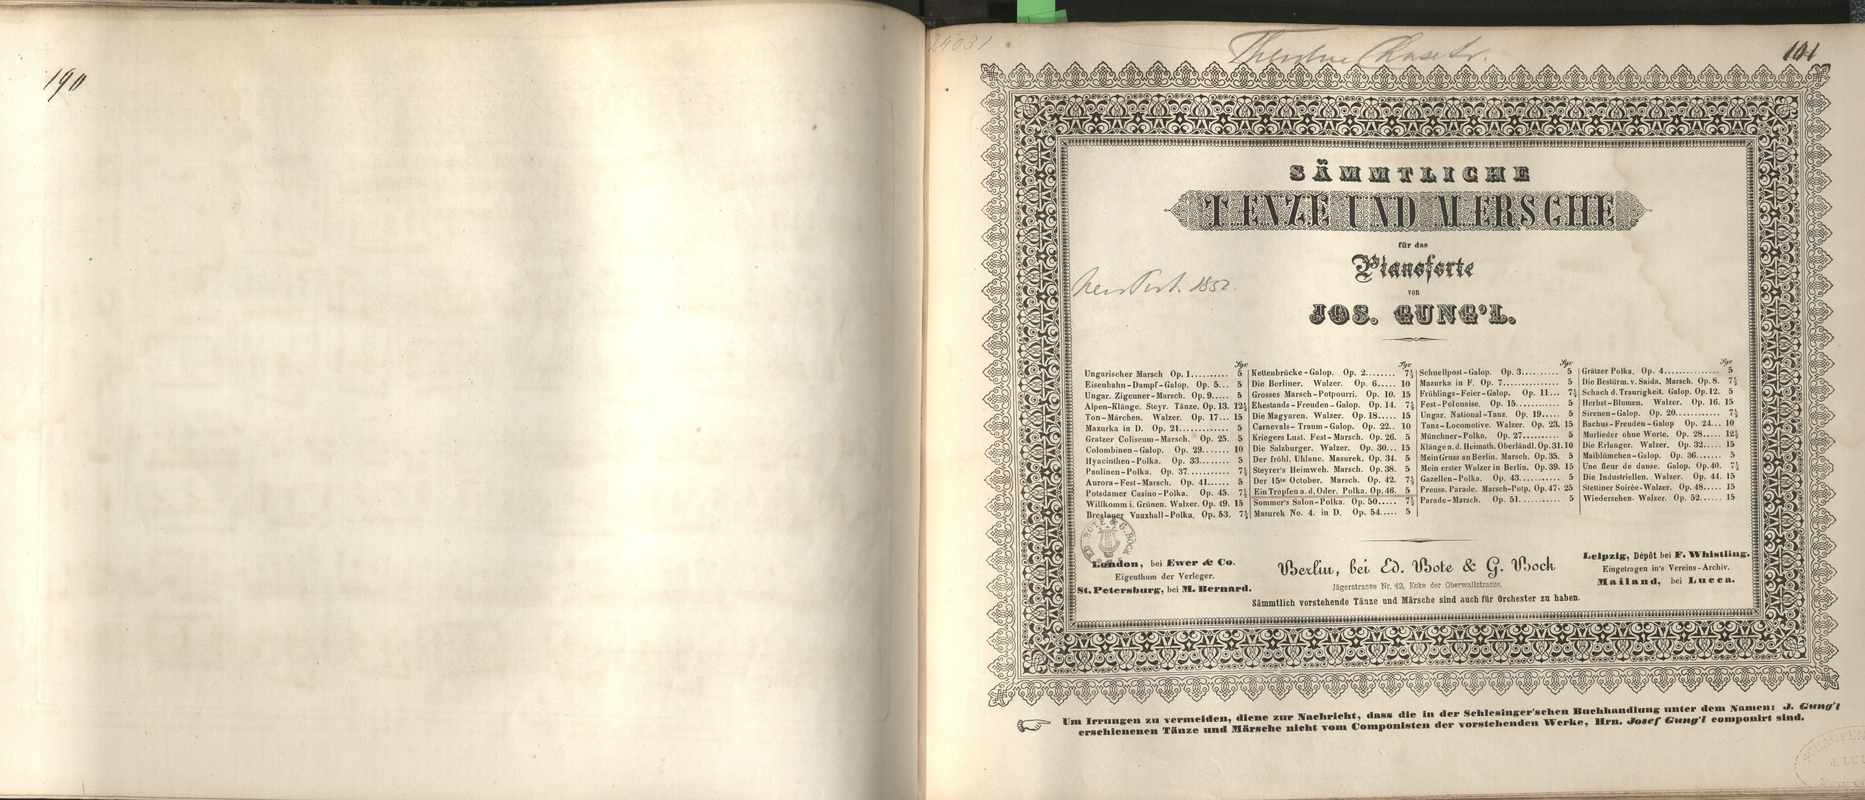 190
24031
Theodor
101
SÄMMTLICHE
TÆNZE UND MÆRSCHE
für das
Pianoforte
von
JOS. GUNG'L.
1852.
Sgr.
Ungarischer Marsch Op. 1.......... 5
Eisenbahn-Dampf-Galop. Op. 5... 5
Ungar. Zigeuner-Marsch. Op. 9..... 5
Alpen-Klänge. Steyr. Tänze. Op. 13. 12½
Ton-Märchen. Walzer. Op. 17... 15
Mazurka in D. Op. 21............. 5
Gratzer Coliseum-Marsch. Op. 25. 5
Colombinen-Galop. Op. 29....... 10
Hyacinthen-Polka. Op. 33........ 5
Paulinen-Polka. Op. 37.......... 7½
Aurora-Fest-Marsch. Op. 41..... 5
Potsdamer Casino-Polka. Op. 45. 7½
Willkomm i. Grünen. Walzer. Op. 49. 15
Breslauer Vauxhall-Polka. Op. 53. 7½
Sgr.
Kettenbrücke-Galop. Op. 2........ 7½
Die Berliner. Walzer. Op. 6..... 10
Grosses Marsch-Potpourri. Op. 10. 15
Ehestands-Freuden-Galop. Op. 14. 7½
Die Magyaren. Walzer. Op. 18..... 15
Carnevals-Traum-Galop. Op. 22.. 10
Kriegers Lust. Fest-Marsch. Op. 26. 5
Die Salzburger. Walzer. Op. 30... 15
Der fröhl. Uhlane. Masurek. Op. 34. 5
Steyrer's Heimweh. Marsch. Op. 38. 5
Der 15te October. Marsch. Op. 42. 7½
Ein Tropfen a. d. Oder. Polka. Op. 46. 5
Sommer's Salon-Polka. Op. 50..... 7½
Masurek No. 4. in D. Op. 54..... 5
Sgr.
Schnellpost-Galop. Op. 3......... 5
Mazurka in F. Op. 7............... 5
Frühlings-Feier-Galop. Op. 11... 7½
Fest-Polonaise. Op. 15............ 5
Ungar. National-Tanz. Op. 19..... 5
Tanz-Locomotive. Walzer. Op. 23. 15
Münchner-Polka. Op. 27.......... 5
Klänge a. d. Heimath. Oberländl. Op. 31. 10
Mein Gruss an Berlin. Marsch. Op. 35. 5
Mein erster Walzer in Berlin. Op. 39. 15
Gazellen-Polka. Op. 43........... 5
Preuss. Parade. Marsch-Potp. Op. 47. 25
Parade-Marsch. Op. 51............ 5
Sgr.
Grätzer Polka. Op. 4............... 5
Die Bestürm. v. Saida. Marsch. Op. 8. 7½
Schach d. Traurigkeit. Galop. Op. 12. 5
Herbst-Blumen. Walzer. Op. 16. 15
Sirenen-Galop. Op. 20............ 7½
Bachus-Freuden-Galop Op. 24... 10
Murlieder ohne Worte. Op. 28..... 12½
Die Erlanger. Walzer. Op. 32..... 15
Maiblümchen-Galop. Op. 36...... 5
Une fleur de danse. Galop. Op. 40. 7½
Die Industriellen. Walzer. Op. 44. 15
Stettiner Soirée-Walzer. Op. 48..... 15
Wiedersehen-Walzer. Op. 52..... 15
ED BOTE & G. BOCK
London, bei Ewer & Co.
Eigenthum der Verleger.
St. Petersburg, bei M. Bernard.
Berlin, bei Ed. Bote & G. Bock
Jägerstrasse Nr. 42, Ecke der Oberwallstrasse.
Sämmtlich vorstehende Tänze und Märsche sind auch für Orchester zu haben.
Leipzig, Dépôt bei F. Whistling.
Eingetragen in's Vereins-Archiv.
Mailand, bei Lucca.
Um Irrungen zu vermeiden, diene zur Nachricht, dass die in der Schlesinger'schen Buchhandlung unter dem Namen: J. Gung'l
erschienenen Tänze und Märsche nicht vom Componisten der vorstehenden Werke, Hrn. Josef Gung'l componirt sind.